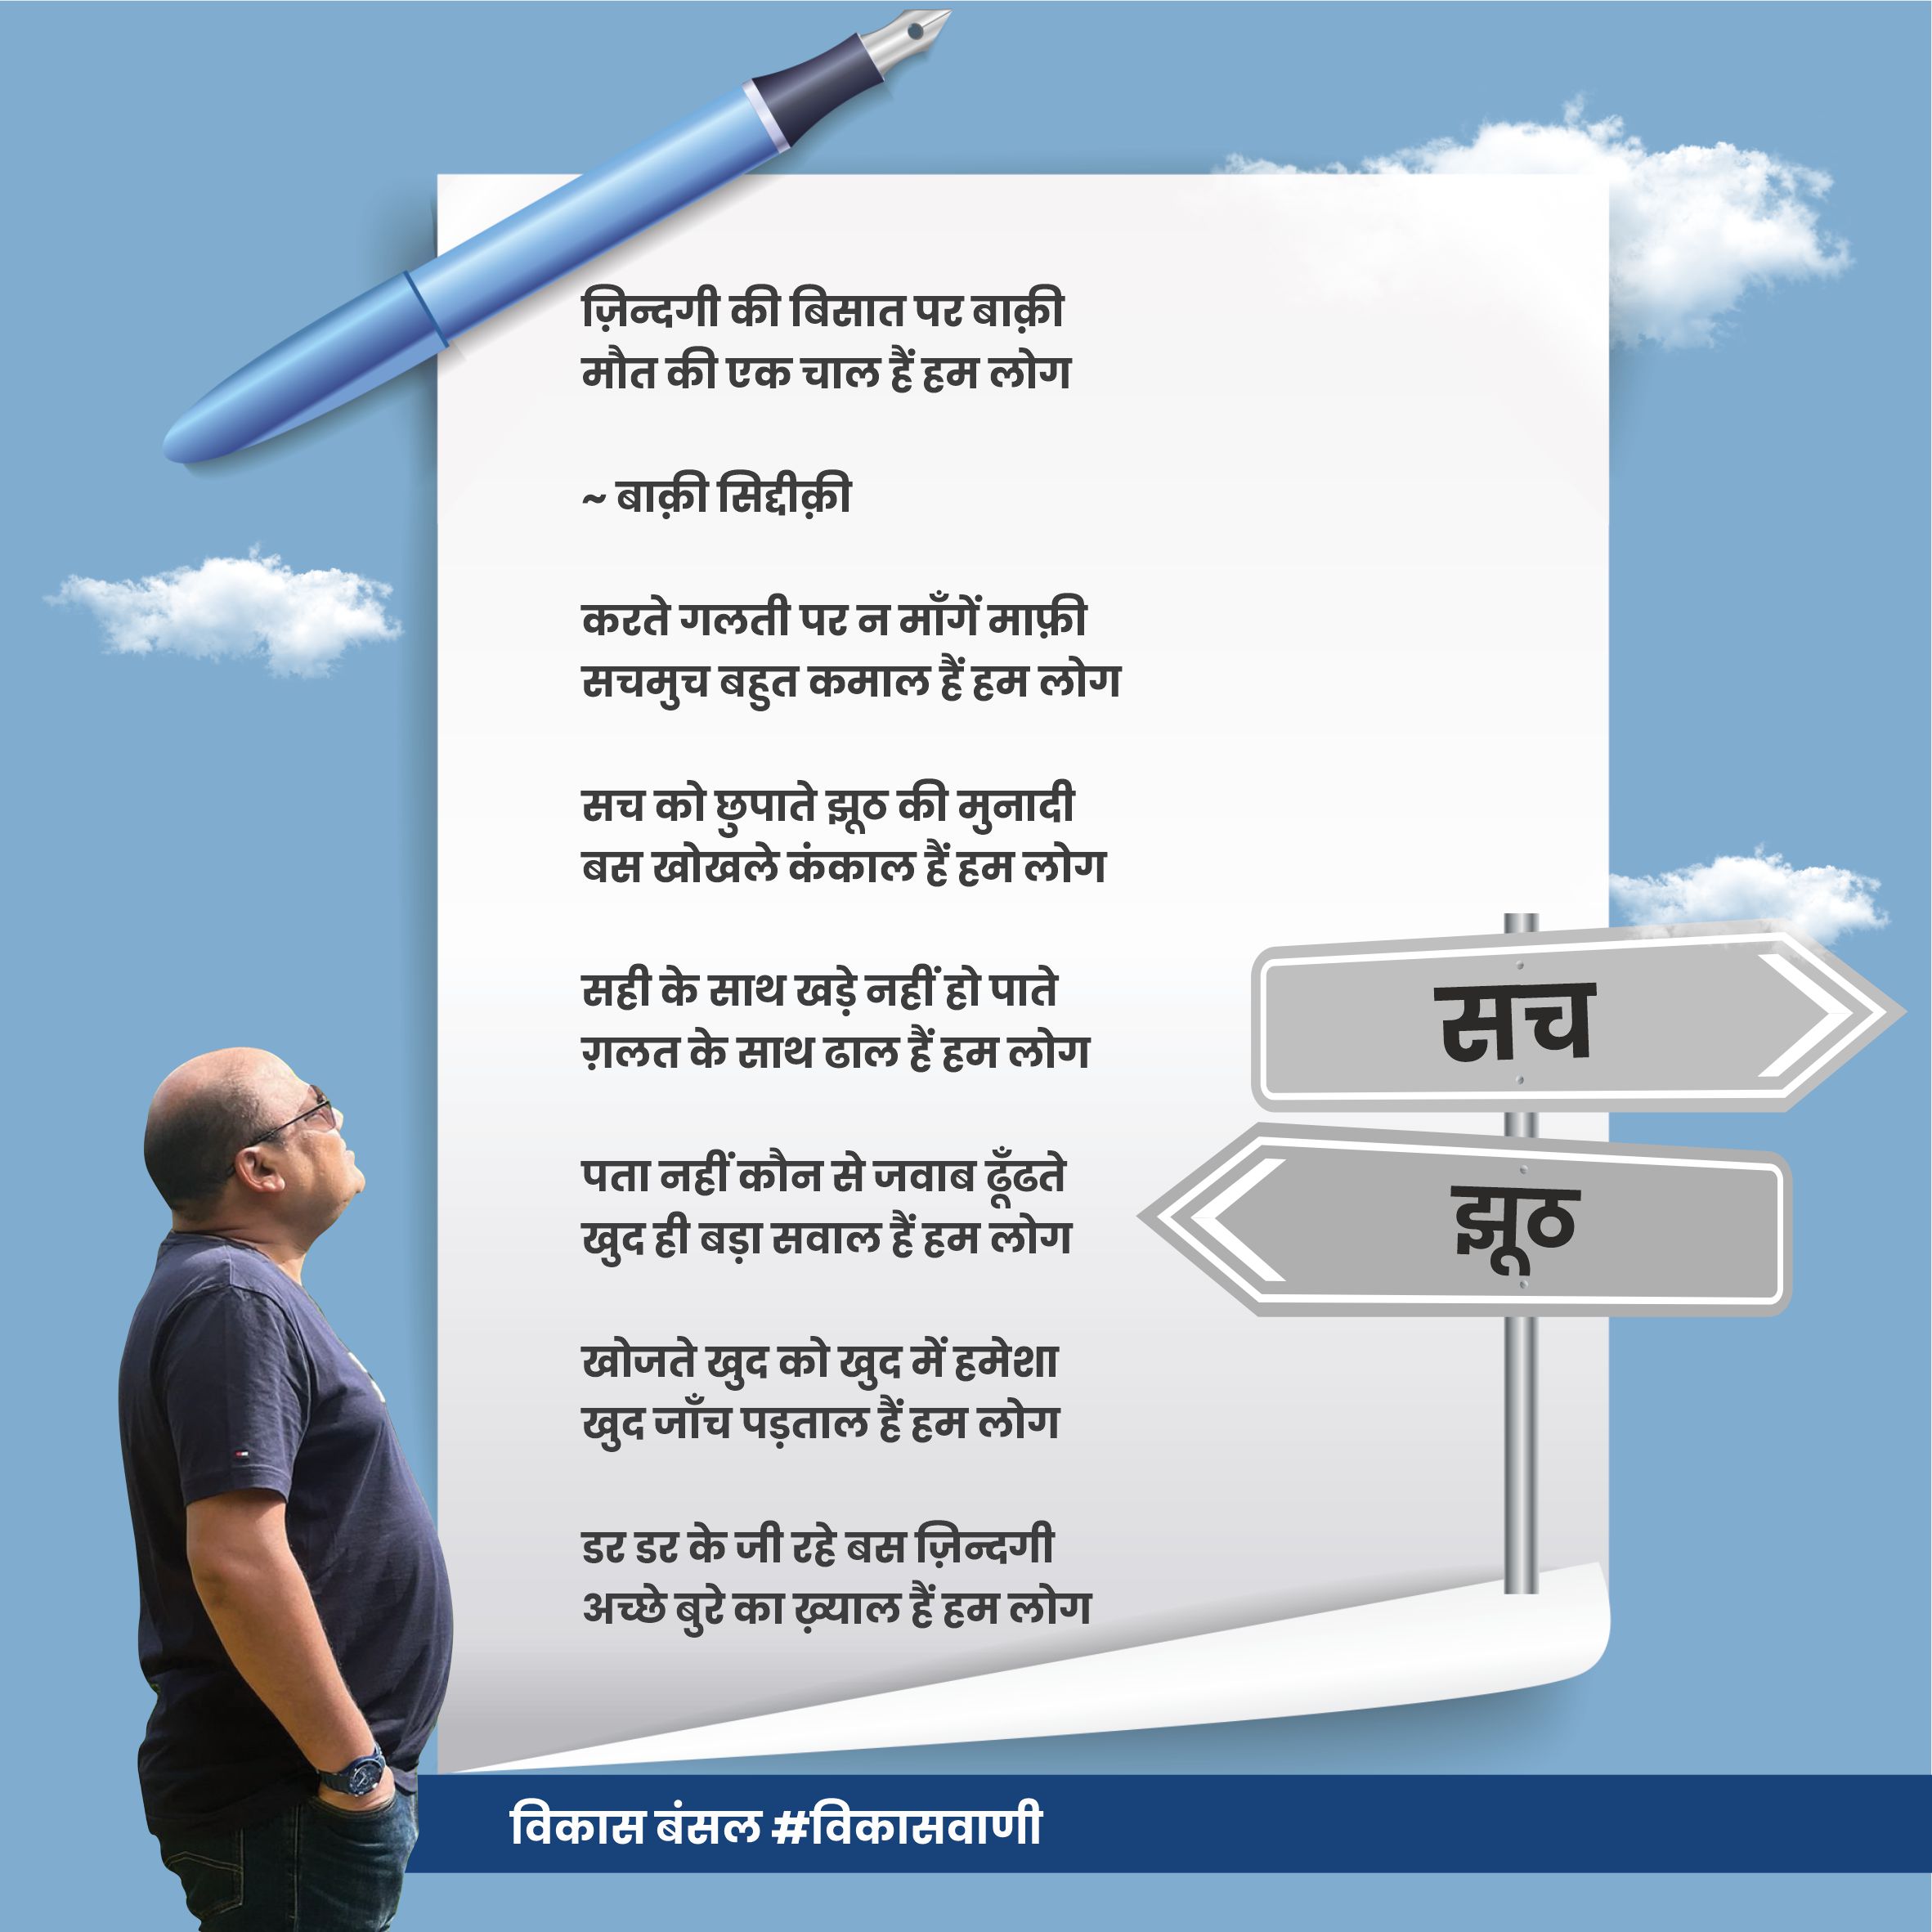 ज़िन्दगी की बिसात पर बाक़ी
मौत की एक चाल हैं हम लोग
~ बाक़ी सिद्दीक़ी
करते गलती पर न माँगें माफ़ी
सचमुच बहुत कमाल हैं हम लोग
सच को छुपाते झूठ की मुनादी
बस खोखले कंकाल हैं हम लोग
सही के साथ खड़े नहीं हो पाते
ग़लत के साथ ढाल हैं हम लोग
पता नहीं कौन से जवाब ढूँढते
खुद ही बड़ा सवाल हैं हम लोग
खोजते खुद को खुद में हमेशा
खुद जाँच पड़ताल हैं हम लोग
डर डर के जी रहे बस ज़िन्दगी
अच्छे बुरे का ख़्याल हैं हम लोग
सच
झूठ
विकास बंसल #विकासवाणी